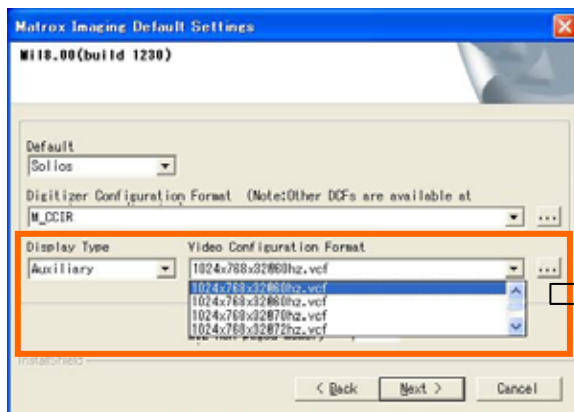 Matrox Imaging Default Settings
Mil8.00(build 1230)
Default
Solios
Digitizer Configuration Format (Note:Other DCFs are available at
M_CCIR
...
Display Type Video Configuration Format
Auxiliary 1024x768x32@60hz.vcf
...
1024x768x32@60hz.vcf
1024x768x32@60hz.vcf
1024x768x32@70hz.vcf
1024x768x32@72hz.vcf
InstallShield
< Back Next > Cancel